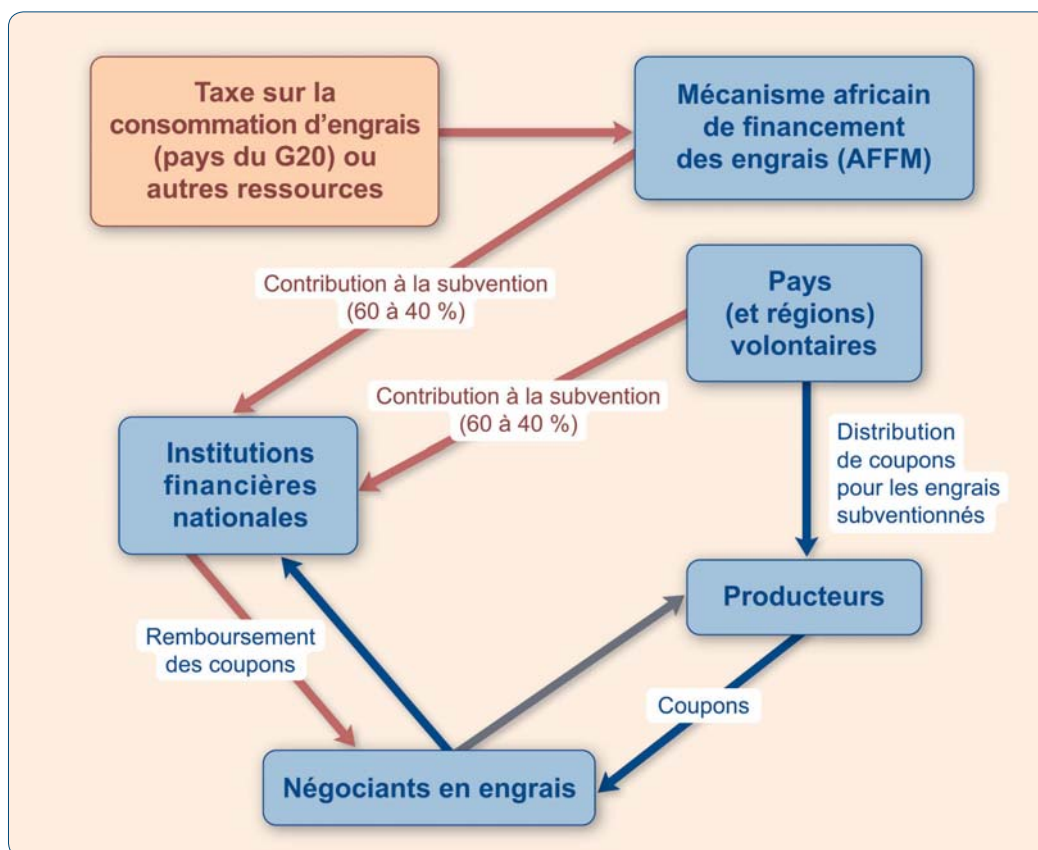 Taxe sur la
consommation d’engrais
(pays du G20) ou
autres ressources
Mécanisme africain
de financement
des engrais (AFFM)
Contribution à la subvention
(60 à 40 %)
Pays
(et régions)
volontaires
Contribution à la subvention
(60 à 40 %)
Institutions
financières
nationales
Distribution
de coupons
pour les engrais
subventionnés
Producteurs
Remboursement
des coupons
Coupons
Négociants en engrais